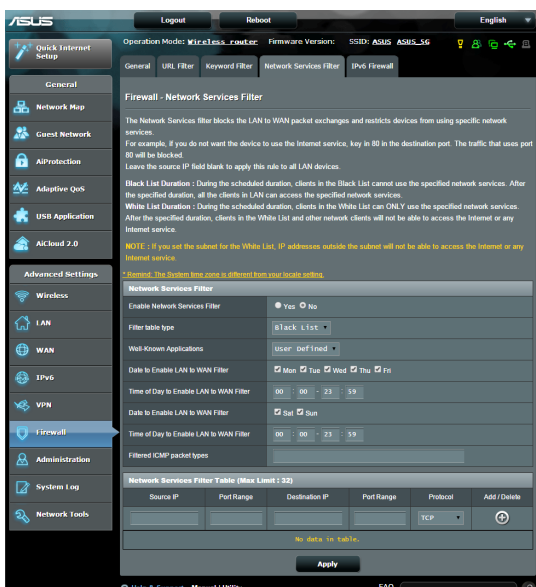 ASUS Logout Reboot English
Quick Internet Setup
Operation Mode: Wireless router Firmware Version: SSID: ASUS ASUS_5G
General URL Filter Keyword Filter Network Services Filter IPv6 Firewall
General
Network Map
Guest Network
AiProtection
Adaptive QoS
USB Application
AiCloud 2.0
Advanced Settings
Wireless
LAN
WAN
IPv6
VPN
Firewall
Administration
System Log
Network Tools
Firewall - Network Services Filter
The Network Services filter blocks the LAN to WAN packet exchanges and restricts devices from using specific network
services.
For example, if you do not want the device to use the Internet service, key in 80 in the destination port. The traffic that uses port
80 will be blocked.
Leave the source IP field blank to apply this rule to all LAN devices.
Black List Duration : During the scheduled duration, clients in the Black List cannot use the specified network services. After
the specified duration, all the clients in LAN can access the specified network services.
White List Duration : During the scheduled duration, clients in the White List can ONLY use the specified network services.
After the specified duration, clients in the White List and other network clients will not be able to access the Internet or any
Internet service.
NOTE : If you set the subnet for the White List, IP addresses outside the subnet will not be able to access the Internet or any
Internet service.
* Remind: The System time zone is different from your locale setting.
Network Services Filter
Enable Network Services Filter Yes No
Filter table type Black List
Well-Known Applications User Defined
Date to Enable LAN to WAN Filter Mon Tue Wed Thu Fri
Time of Day to Enable LAN to WAN Filter 00 : 00 - 23 : 59
Date to Enable LAN to WAN Filter Sat Sun
Time of Day to Enable LAN to WAN Filter 00 : 00 - 23 : 59
Filtered ICMP packet types
Network Services Filter Table (Max Limit : 32)
Source IP Port Range Destination IP Port Range Protocol Add / Delete
TCP
No data in table.
Apply
Help & Support Manual | Utility FAQ